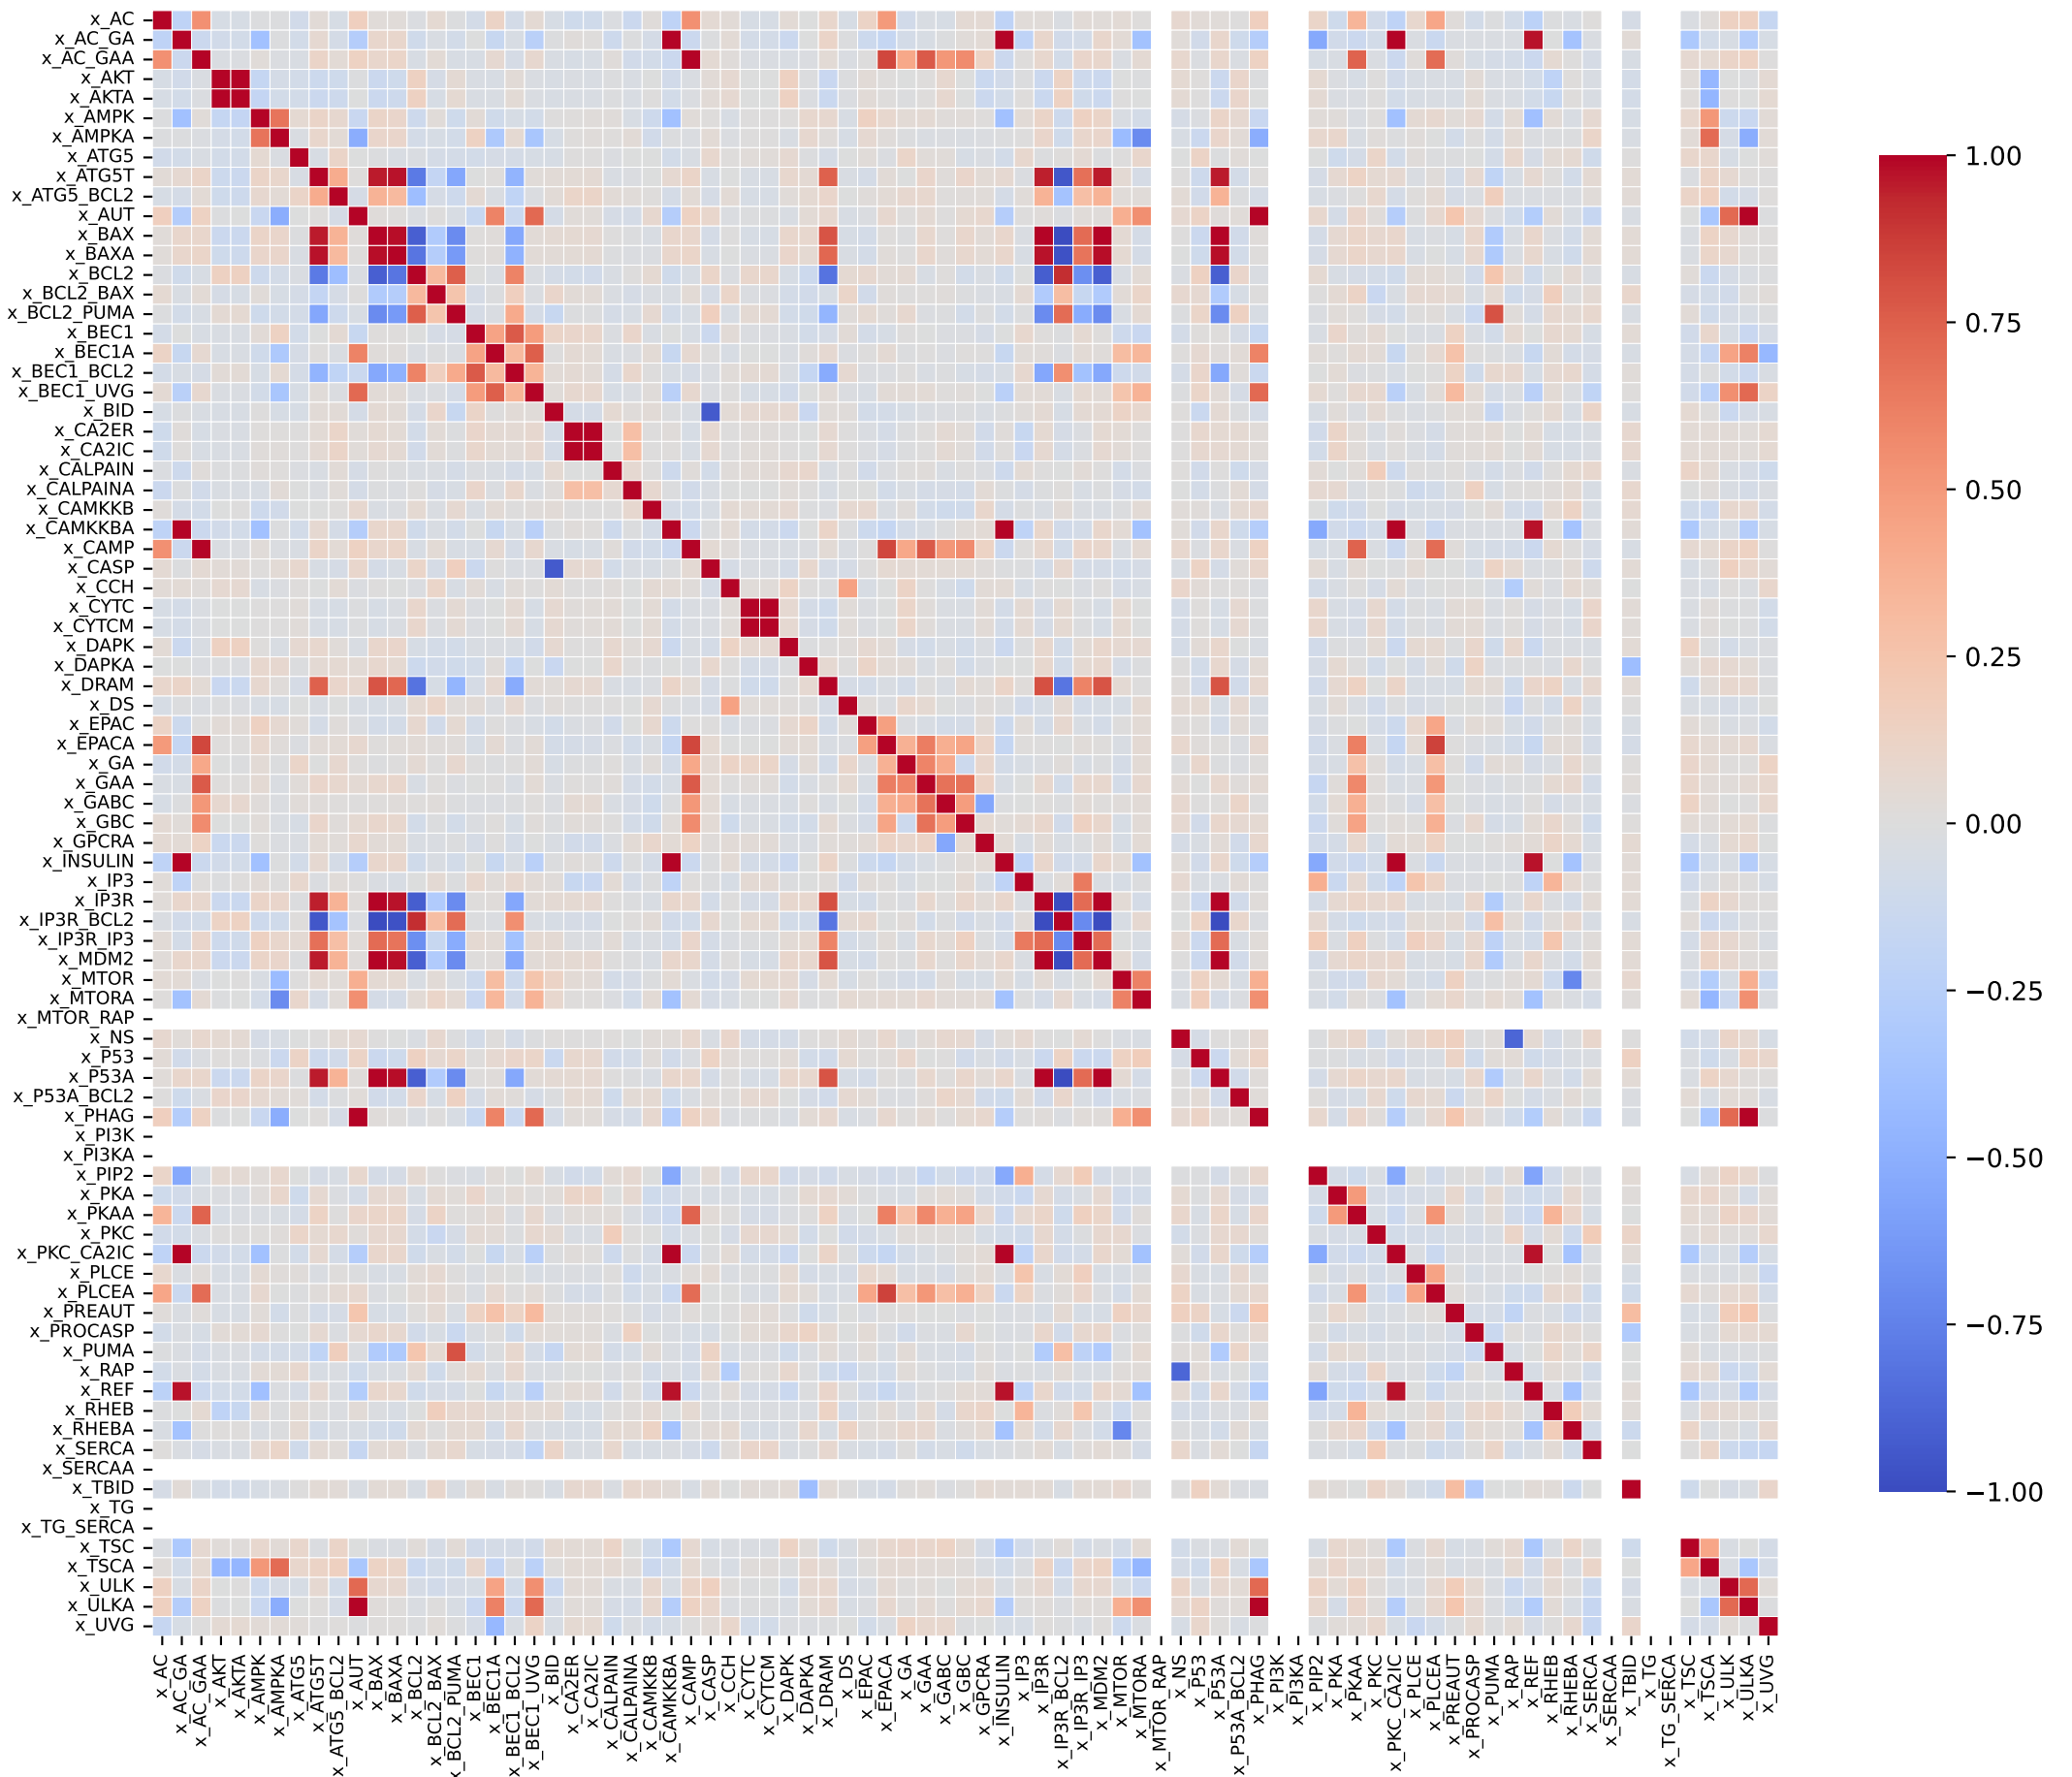 x_AC
x_AC_GA
x_AC_GAA
x_AKT
x_AKTA
x_AMPK
x_AMPKA
x_ATG5
x_ATG5T
x_ATG5_BCL2
x_AUT
x_BAX
x_BAXA
x_BCL2
x_BCL2_BAX
x_BCL2_PUMA
x_BEC1
x_BEC1A
x_BEC1_BCL2
x_BEC1_UVG
x_BID
x_CA2ER
x_CA2IC
x_CALPAIN
x_CALPAINA
x_CAMKKB
x_CAMKKBA
x_CAMP
x_CASP
x_CCH
x_CYTC
x_CYTCM
x_DAPK
x_DAPKA
x_DRAM
x_DS
x_EPAC
x_EPACA
x_GA
x_GAA
x_GABC
x_GBC
x_GPCRA
x_INSULIN
x_IP3
x_IP3R
x_IP3R_BCL2
x_IP3R_IP3
x_MDM2
x_MTOR
x_MTORA
x_MTOR_RAP
x_NS
x_P53
x_P53A
x_P53A_BCL2
x_PHAG
x_PI3K
x_PI3KA
x_PIP2
x_PKA
x_PKAA
x_PKC
x_PKC_CA2IC
x_PLCE
x_PLCEA
x_PREAUT
x_PROCASP
x_PUMA
x_RAP
x_REF
x_RHEB
x_RHEBA
x_SERCA
x_SERCAA
x_TBID
x_TG
x_TG_SERCA
x_TSC
x_TSCA
x_ULK
x_ULKA
x_UVG
x_AC
x_AC_GA
x_AC_GAA
x_AKT
x_AKTA
x_AMPK
x_AMPKA
x_ATG5
x_ATG5T
x_ATG5_BCL2
x_AUT
x_BAX
x_BAXA
x_BCL2
x_BCL2_BAX
x_BCL2_PUMA
x_BEC1
x_BEC1A
x_BEC1_BCL2
x_BEC1_UVG
x_BID
x_CA2ER
x_CA2IC
x_CALPAIN
x_CALPAINA
x_CAMKKB
x_CAMKKBA
x_CAMP
x_CASP
x_CCH
x_CYTC
x_CYTCM
x_DAPK
x_DAPKA
x_DRAM
x_DS
x_EPAC
x_EPACA
x_GA
x_GAA
x_GABC
x_GBC
x_GPCRA
x_INSULIN
x_IP3
x_IP3R
x_IP3R_BCL2
x_IP3R_IP3
x_MDM2
x_MTOR
x_MTORA
x_MTOR_RAP
x_NS
x_P53
x_P53A
x_P53A_BCL2
x_PHAG
x_PI3K
x_PI3KA
x_PIP2
x_PKA
x_PKAA
x_PKC
x_PKC_CA2IC
x_PLCE
x_PLCEA
x_PREAUT
x_PROCASP
x_PUMA
x_RAP
x_REF
x_RHEB
x_RHEBA
x_SERCA
x_SERCAA
x_TBID
x_TG
x_TG_SERCA
x_TSC
x_TSCA
x_ULK
x_ULKA
x_UVG
1.00
0.75
0.50
0.25
0.00
−0.25
−0.50
−0.75
−1.00